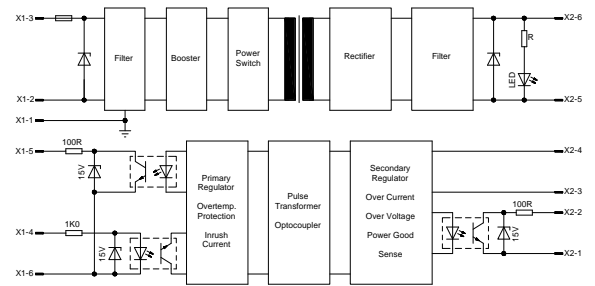 X1-3
X2-6
Filter
Booster
Power
Switch
Rectifier
Filter
R
LED
X1-2
X2-5
X1-1
X1-5
100R
X2-4
15V
Primary
Regulator
Overtemp.
Protection
Inrush
Current
Pulse
Transformer
Optocoupler
Secondary
Regulator
Over Current
Over Voltage
Power Good
Sense
X2-3
100R
X2-2
X1-4
1K0
15V
15V
X2-1
X1-6